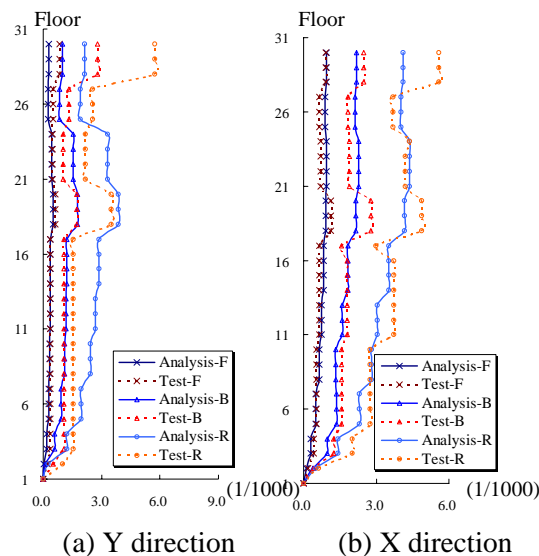 Floor
31
26
21
16
11
6
1
0.0 3.0 6.0 9.0
(1/1000)
Analysis-F
Test-F
Analysis-B
Test-B
Analysis-R
Test-R
(a) Y direction
Floor
31
26
21
16
11
6
1
0.0 3.0 6.0
(1/1000)
Analysis-F
Test-F
Analysis-B
Test-B
Analysis-R
Test-R
(b) X direction